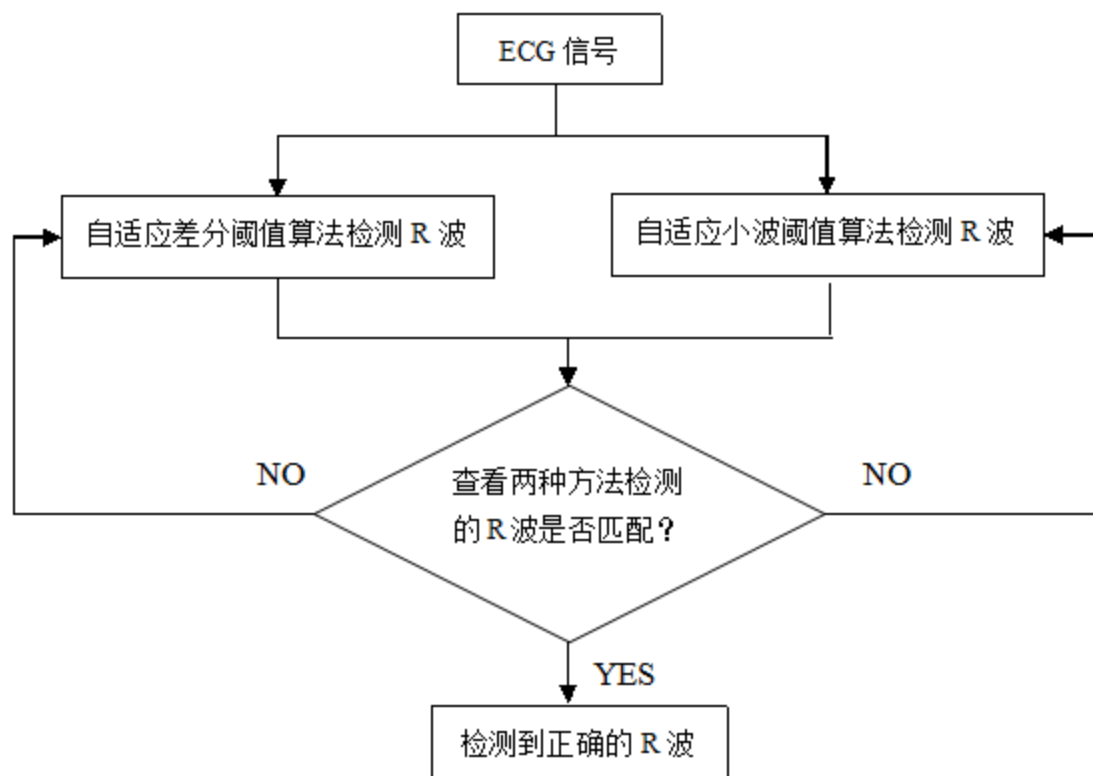 ECG 信号
自适应差分阈值算法检测 R 波
自适应小波阈值算法检测 R 波
NO
查看两种方法检测
的 R 波是否匹配？
NO
YES
检测到正确的 R 波